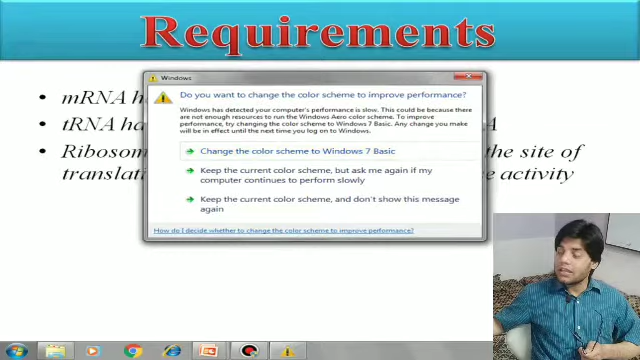 Requirements
Windows
Do you want to change the color scheme to improve performance?
Windows has detected your computer's performance is slow. This could be because
there are not enough resources to run the Windows Aero color scheme. To improve
performance, try changing the color scheme to Windows 7 Basic. Any change you make
will be in effect until the next time you log on to Windows.
Change the color scheme to Windows 7 Basic
Keep the current color scheme, but ask me again if my
computer continues to perform slowly
Keep the current color scheme, and don't show this message
again
How do I decide whether to change the color scheme to improve performance?
• mRNA
• tRNA A
• the site of
activity